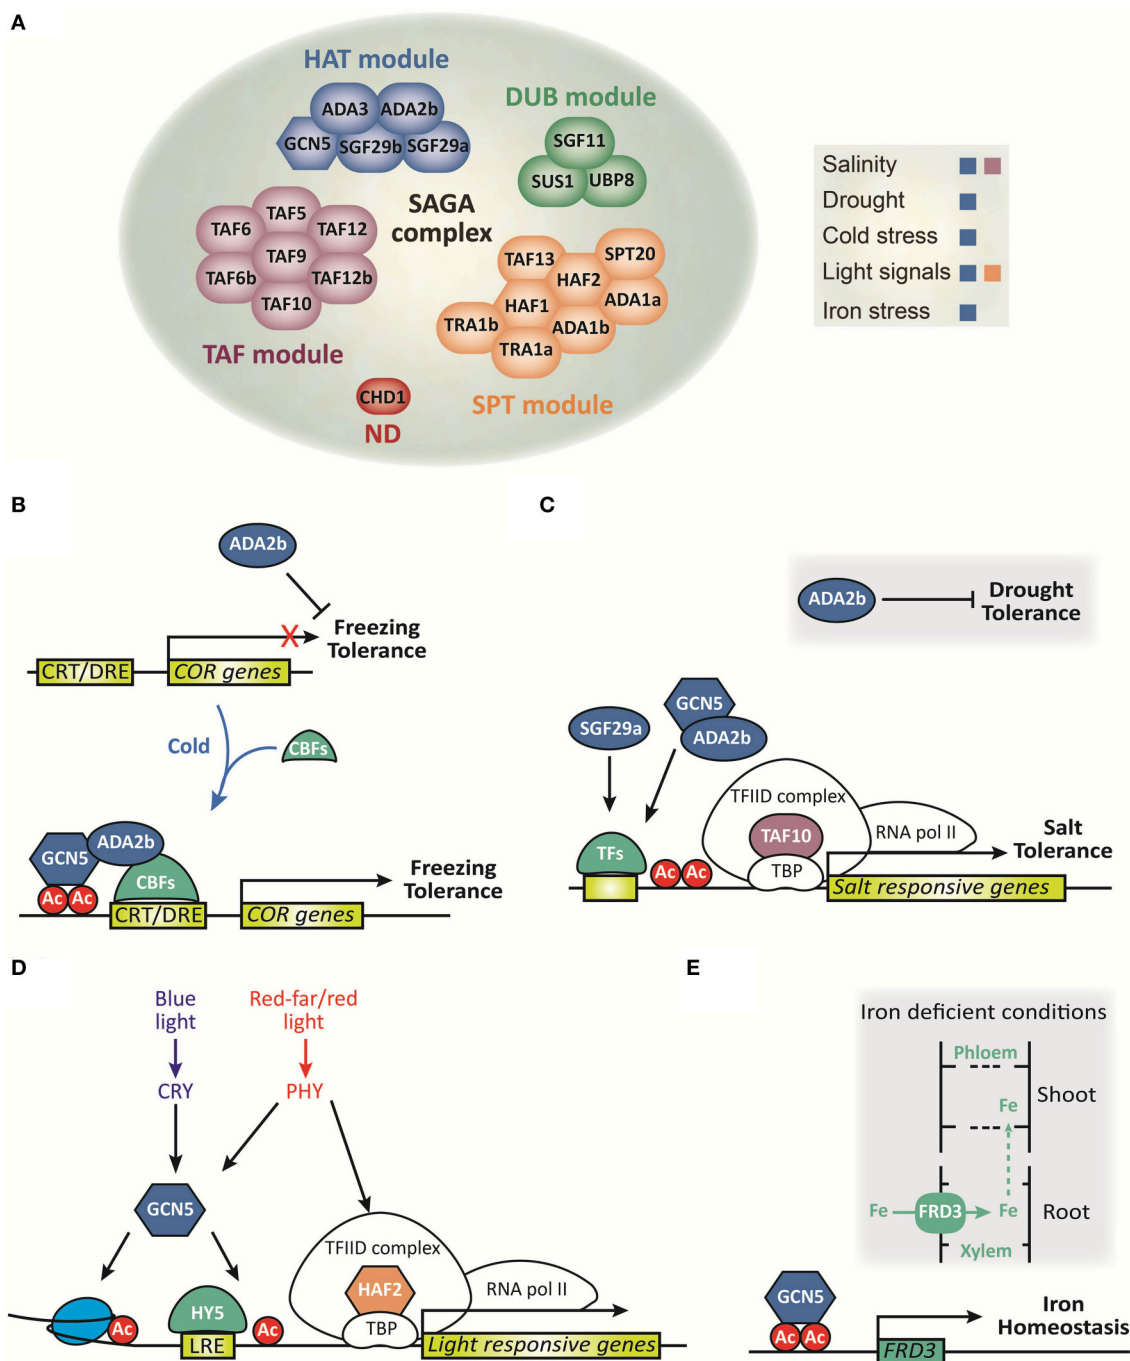 A
HAT module
ADA3
ADA2b
GCN5
SGF29b
SGF29a
DUB module
SGF11
SUS1
UBP8
SAGA
complex
TAF5
TAF6
TAF12
TAF9
TAF6b
TAF12b
TAF10
TAF module
SPT20
TAF13
HAF2
HAF1
ADA1a
TRA1b
ADA1b
TRA1a
SPT module
CHD1
ND
Salinity
Drought
Cold stress
Light signals
Iron stress
B
ADA2b
X
Freezing
Tolerance
CRT/DRE
COR genes
Cold
CBFs
GCN5
ADA2b
CBFs
Ac
Ac
CRT/DRE
COR genes
Freezing
Tolerance
C
ADA2b
Drought
Tolerance
SGF29a
GCN5
ADA2b
TFIID complex
TAF10
TBP
RNA pol II
TFs
Ac
Ac
Salt
Tolerance
Salt responsive genes
D
Blue
light
Red-far/red
light
CRY
PHY
GCN5
TFIID complex
HAF2
TBP
RNA pol II
Ac
HY5
LRE
Ac
Light responsive genes
E
Iron deficient conditions
Phloem
Fe
Shoot
Fe
FRD3
Fe
Root
Xylem
GCN5
Ac
Ac
FRD3
Iron
Homeostasis